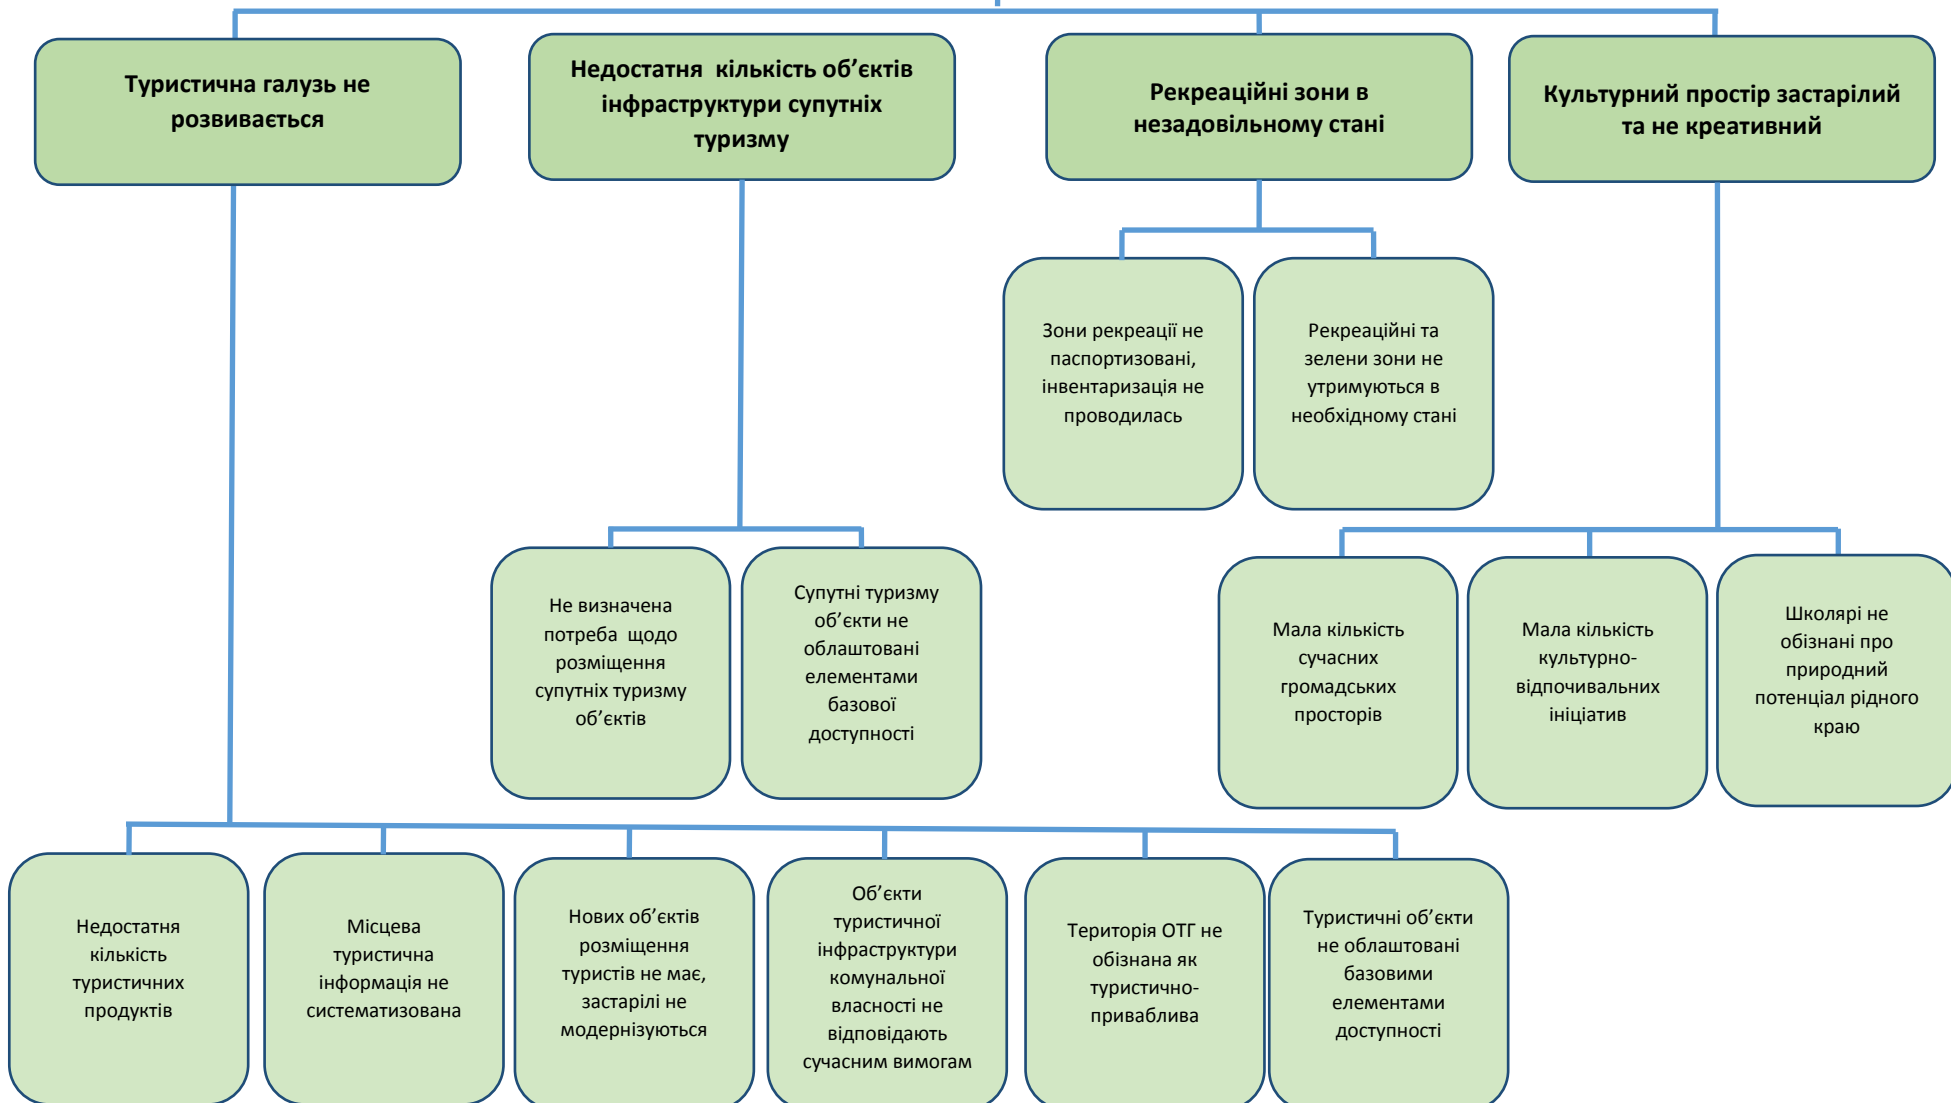 Туристична галузь не
розвивається
Недостатня кількість об’єктів
інфраструктури супутніх
туризму
Рекреаційні зони в
незадовільному стані
Культурний простір застарілий
та не креативний
Зони рекреації не
паспортизовані,
інвентаризація не
проводилась
Рекреаційні та
зелени зони не
утримуються в
необхідному стані
Не визначена
потреба щодо
розміщення
супутніх туризму
об’єктів
Супутні туризму
об’єкти не
облаштовані
елементами
базової
доступності
Мала кількість
сучасних
громадських
просторів
Мала кількість
культурно-
відпочивальних
ініціатив
Школярі не
обізнані про
природний
потенціал рідного
краю
Недостатня
кількість
туристичних
продуктів
Місцева
туристична
інформація не
систематизована
Нових об’єктів
розміщення
туристів не має,
застарілі не
модернізуються
Об’єкти
туристичної
інфраструктури
комунальної
власності не
відповідають
сучасним вимогам
Територія ОТГ не
обізнана як
туристично-
приваблива
Туристичні об’єкти
не облаштовані
базовими
елементами
доступності